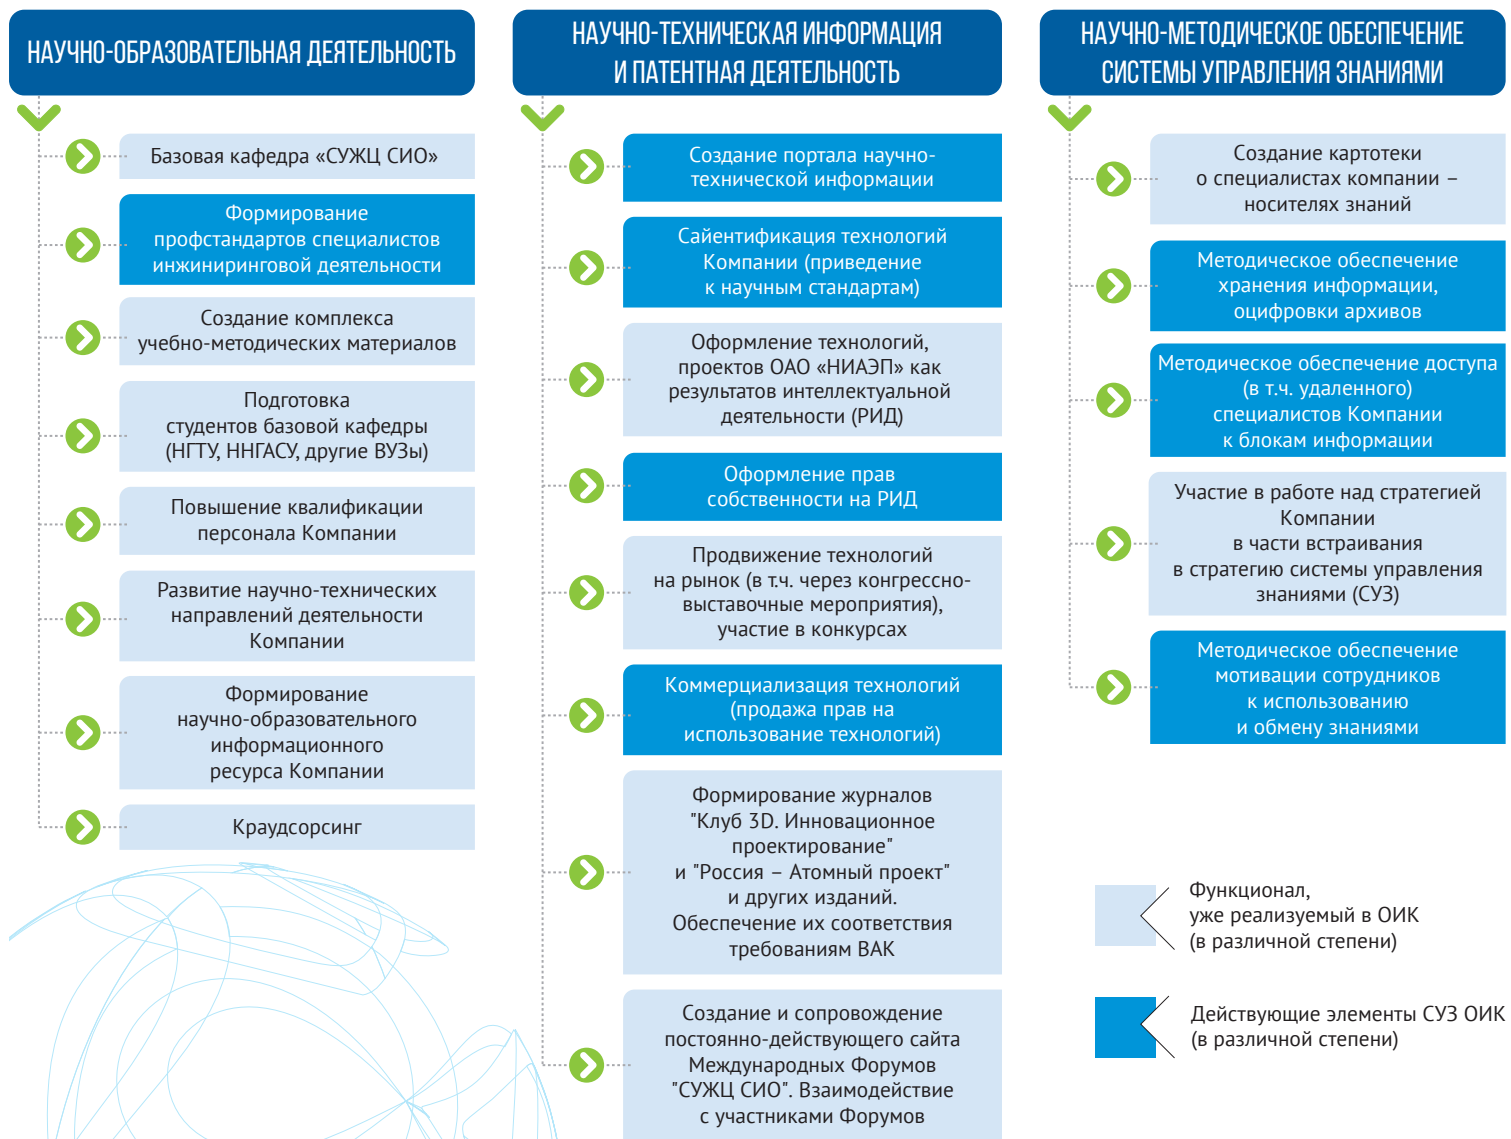 НАУЧНО-ОБРАЗОВАТЕЛЬНАЯ ДЕЯТЕЛЬНОСТЬ
Базовая кафедра «СУЖЦ СИО»
Формирование
профстандартов специалистов
инжиниринговой деятельности
Создание комплекса
учебно-методических материалов
Подготовка
студентов базовой кафедры
(НГТУ, ННГАСУ, другие ВУЗы)
Повышение квалификации
персонала Компании
Развитие научно-технических
направлений деятельности
Компании
Формирование
научно-образовательного
информационного
ресурса Компании
Краудсорсинг
НАУЧНО-ТЕХНИЧЕСКАЯ ИНФОРМАЦИЯ
И ПАТЕНТНАЯ ДЕЯТЕЛЬНОСТЬ
Создание портала научно-
технической информации
Сайентификация технологий
Компании (приведение
к научным стандартам)
Оформление технологий,
проектов ОАО «НИАЭП» как
результатов интеллектуальной
деятельности (РИД)
Оформление прав
собственности на РИД
Продвижение технологий
на рынок (в т.ч. через конгрессно-
выставочные мероприятия),
участие в конкурсах
Коммерциализация технологий
(продажа прав на
использование технологий)
Формирование журналов
"Клуб 3D. Инновационное
проектирование"
и "Россия – Атомный проект"
и других изданий.
Обеспечение их соответствия
требованиям ВАК
Создание и сопровождение
постоянно-действующего сайта
Международных Форумов
"СУЖЦ СИО". Взаимодействие
с участниками Форумов
НАУЧНО-МЕТОДИЧЕСКОЕ ОБЕСПЕЧЕНИЕ
СИСТЕМЫ УПРАВЛЕНИЯ ЗНАНИЯМИ
Создание картотеки
о специалистах компании –
носителях знаний
Методическое обеспечение
хранения информации,
оцифровки архивов
Методическое обеспечение доступа
(в т.ч. удаленного)
специалистов Компании
к блокам информации
Участие в работе над стратегией
Компании
в части встраивания
в стратегию системы управления
знаниями (СУЗ)
Методическое обеспечение
мотивации сотрудников
к использованию
и обмену знаниями
Функционал,
уже реализуемый в ОИК
(в различной степени)
Действующие элементы СУЗ ОИК
(в различной степени)